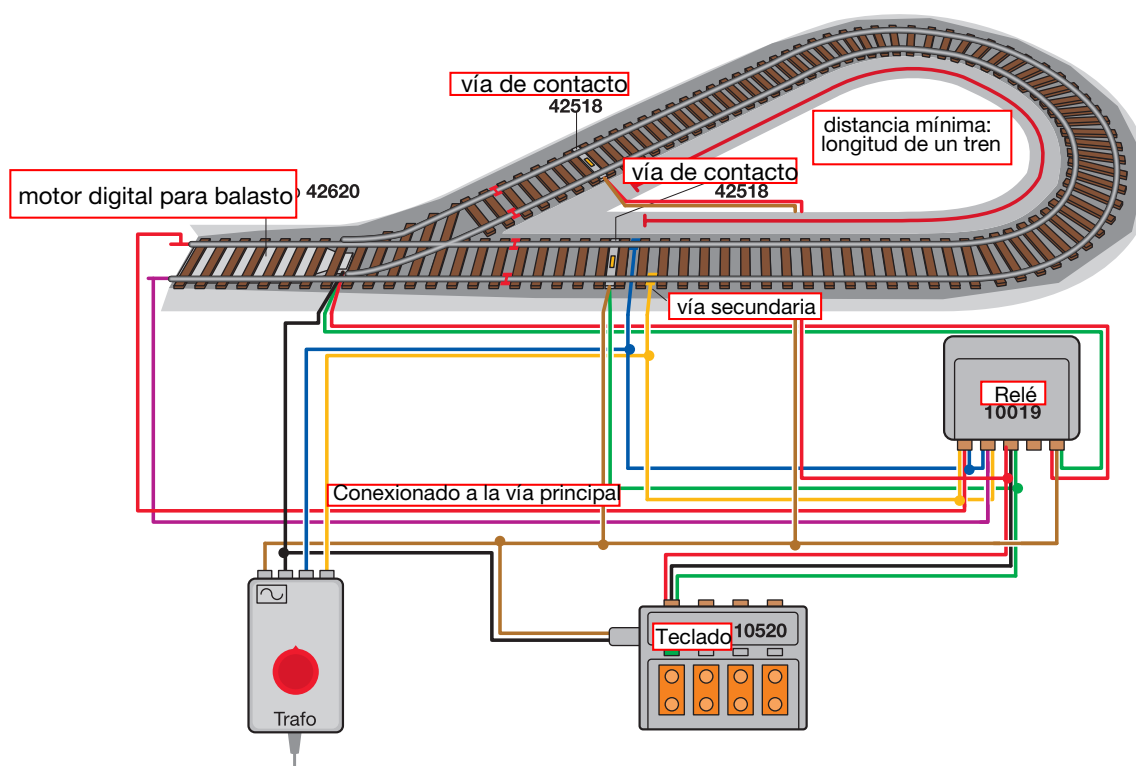 vía de contacto
42518
distancia mínima:
longitud de un tren
vía de contacto
42518
motor digital para balasto 42620
vía secundaria
Relé
10019
Conexionado a la vía principal
Teclado 10520
Trafo